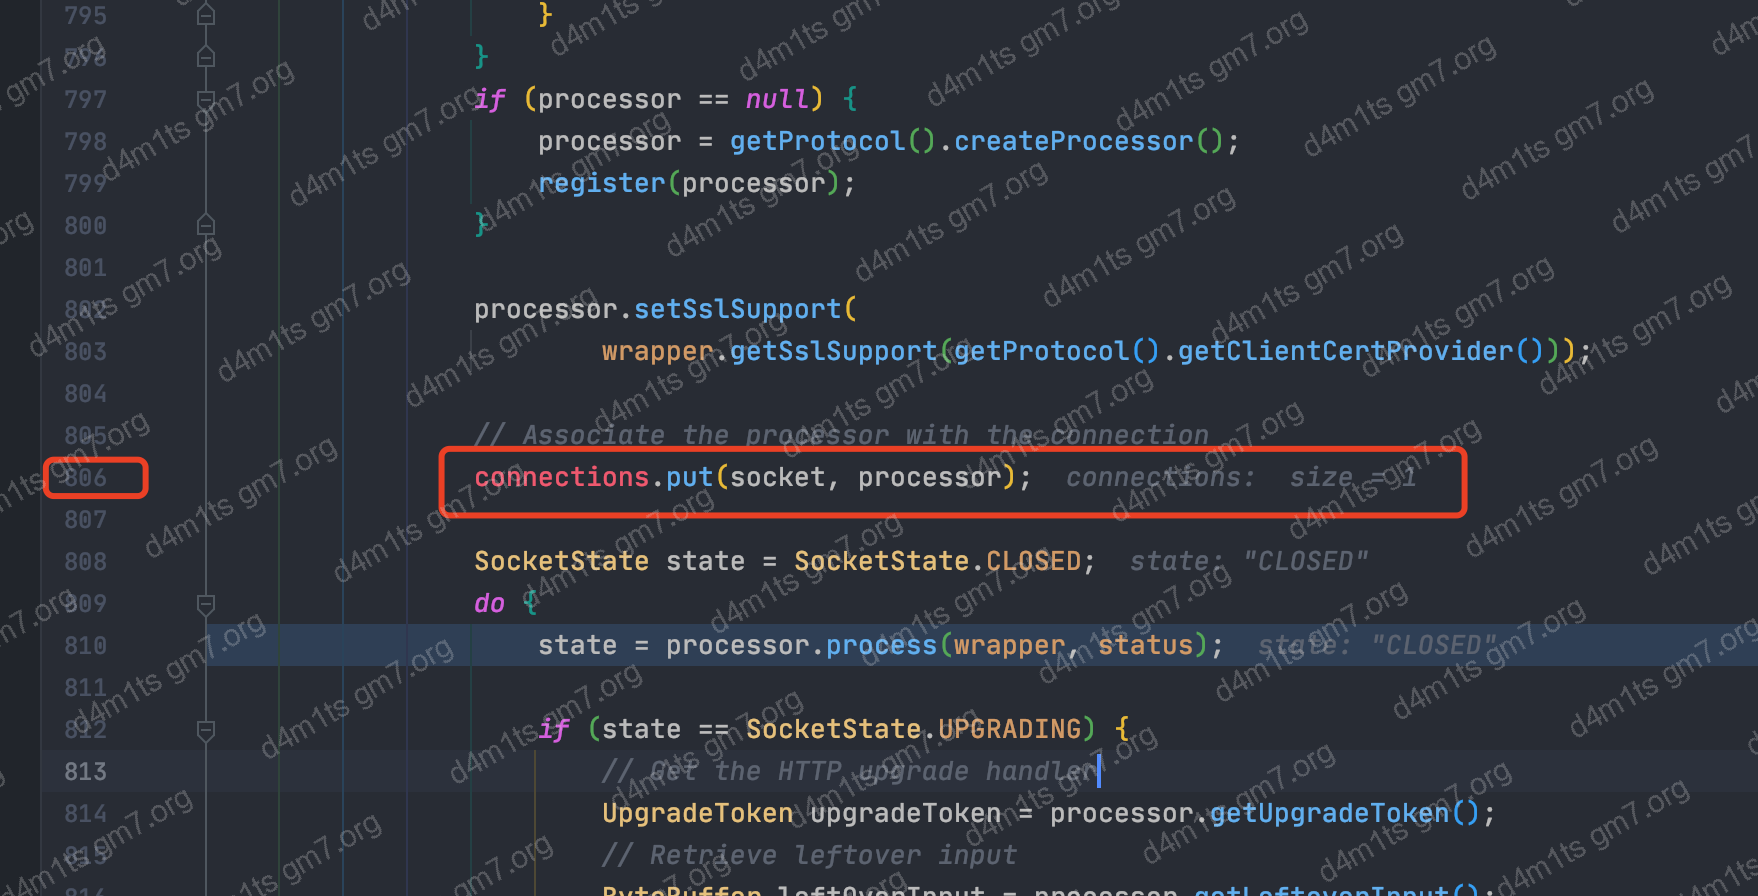 795 }
796 }
797 if (processor == null) {
798 processor = getProtocol().createProcessor();
799 register(processor);
800 }
801
802 processor.setSslSupport(
803 wrapper.getSslSupport(getProtocol().getClientCertProvider()));
804
805 // Associate the processor with the connection
806 connections.put(socket, processor); connections: size = 1
807
808 SocketState state = SocketState.CLOSED; state: "CLOSED"
809 do {
810 state = processor.process(wrapper, status); state: "CLOSED"
811
812 if (state == SocketState.UPGRADING) {
813 // Get the HTTP upgrade handler
814 UpgradeToken upgradeToken = processor.getUpgradeToken();
815 // Retrieve leftover input
816 ByteBuffer leftOverInput = processor.getLeftoverInput();
d4m1ts gm7.org